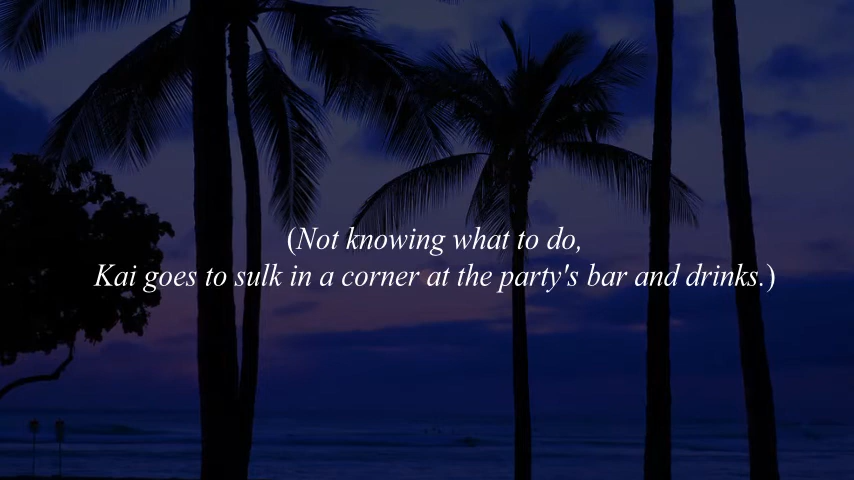 (Not knowing what to do,
Kai goes to sulk in a corner at the party's bar and drinks.)